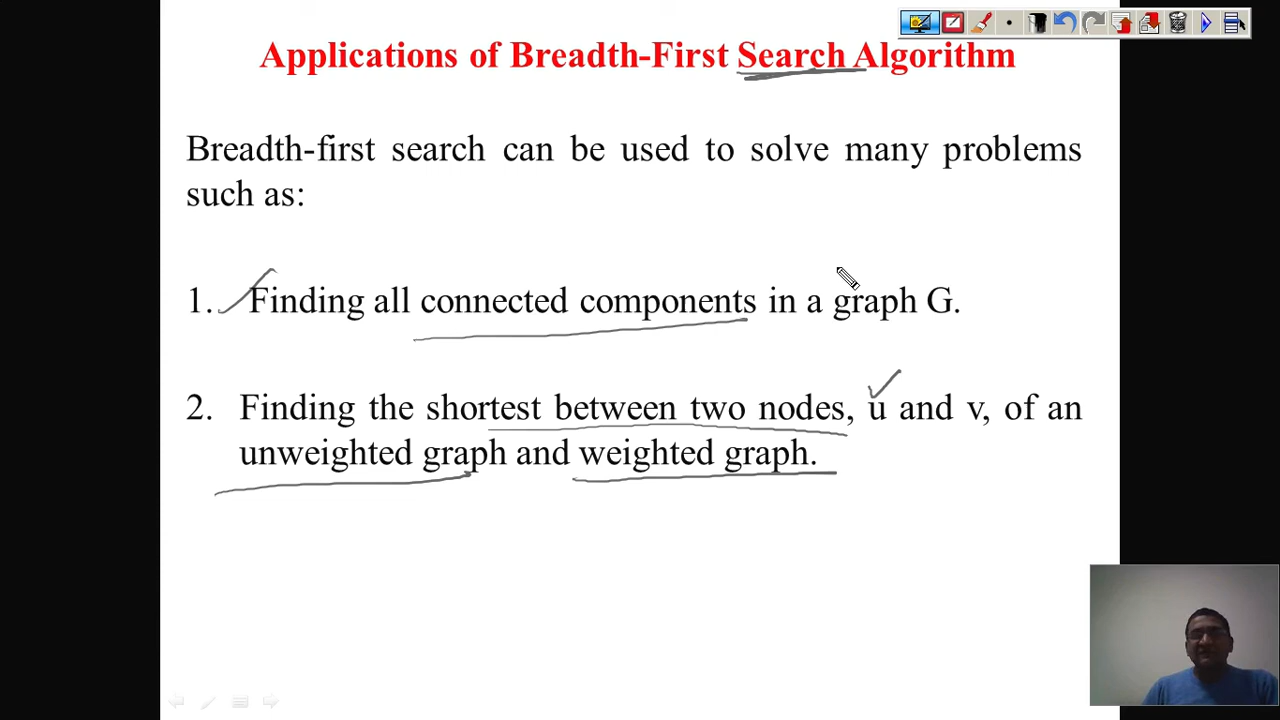 Applications of Breadth-First Search Algorithm
Breadth-first search can be used to solve many problems
such as:
1. Finding all connected components in a graph G.
2. Finding the shortest between two nodes, u and v, of an
unweighted graph and weighted graph.